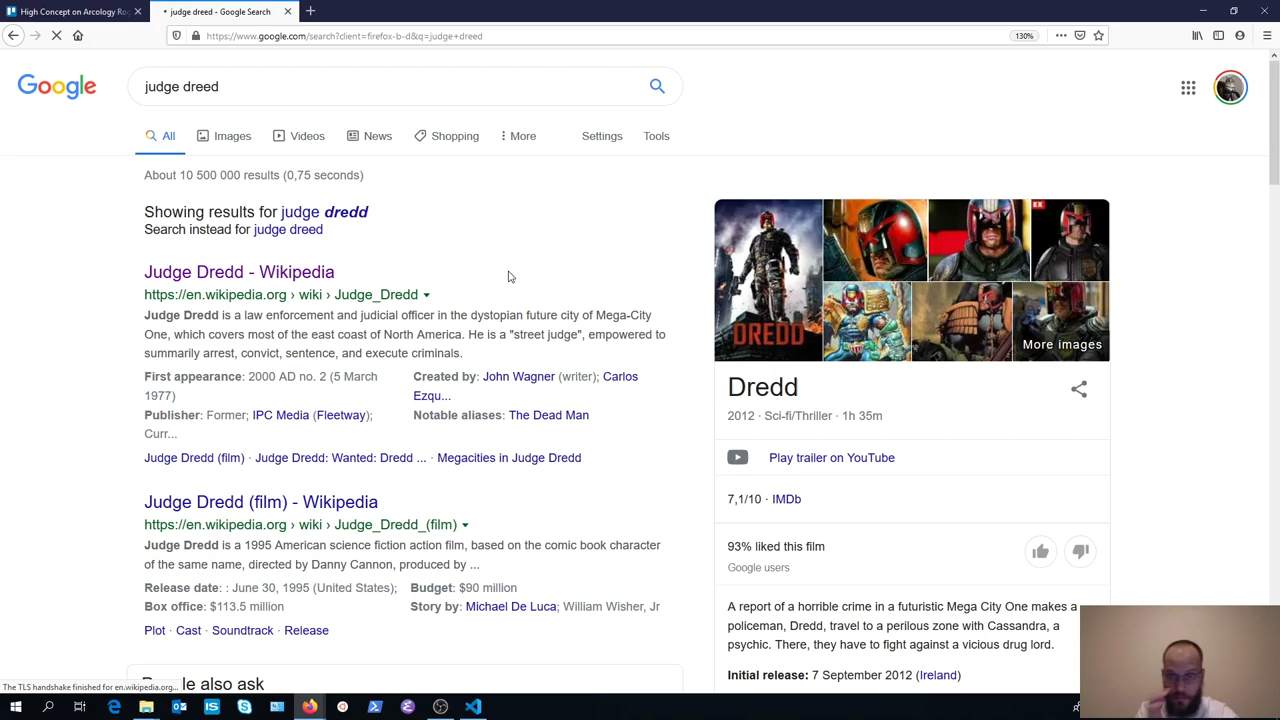 High Concept on Arcology Ro
judge dreed - Google Search
https://www.google.com/search?client=firefox-b-d&q=judge+dreed
130%
Google
judge dreed
All
Images
Videos
News
Shopping
More
Settings
Tools
About 10 500 000 results (0,75 seconds)
Showing results for judge dredd
Search instead for judge dreed
Judge Dredd - Wikipedia
https://en.wikipedia.org › wiki › Judge_Dredd
Judge Dredd is a law enforcement and judicial officer in the dystopian future city of Mega-City
One, which covers most of the east coast of North America. He is a "street judge", empowered to
summarily arrest, convict, sentence, and execute criminals.
First appearance: 2000 AD no. 2 (5 March
1977)
Created by: John Wagner (writer); Carlos
Ezqu...
Publisher: Former; IPC Media (Fleetway);
Curr...
Notable aliases: The Dead Man
Judge Dredd (film) · Judge Dredd: Wanted: Dredd ... · Megacities in Judge Dredd
Judge Dredd (film) - Wikipedia
https://en.wikipedia.org › wiki › Judge_Dredd_(film)
Judge Dredd is a 1995 American science fiction action film, based on the comic book character
of the same name, directed by Danny Cannon, produced by ...
Release date: : June 30, 1995 (United States);
Budget: $90 million
Box office: $113.5 million
Story by: Michael De Luca; William Wisher, Jr
Plot · Cast · Soundtrack · Release
People also ask
DREDD
More images
Dredd
2012 · Sci-fi/Thriller · 1h 35m
Play trailer on YouTube
7,1/10 · IMDb
93% liked this film
Google users
A report of a horrible crime in a futuristic Mega City One makes a
policeman, Dredd, travel to a perilous zone with Cassandra, a
psychic. There, they have to fight against a vicious drug lord.
Initial release: 7 September 2012 (Ireland)
The TLS handshake finished for en.wikipedia.org...